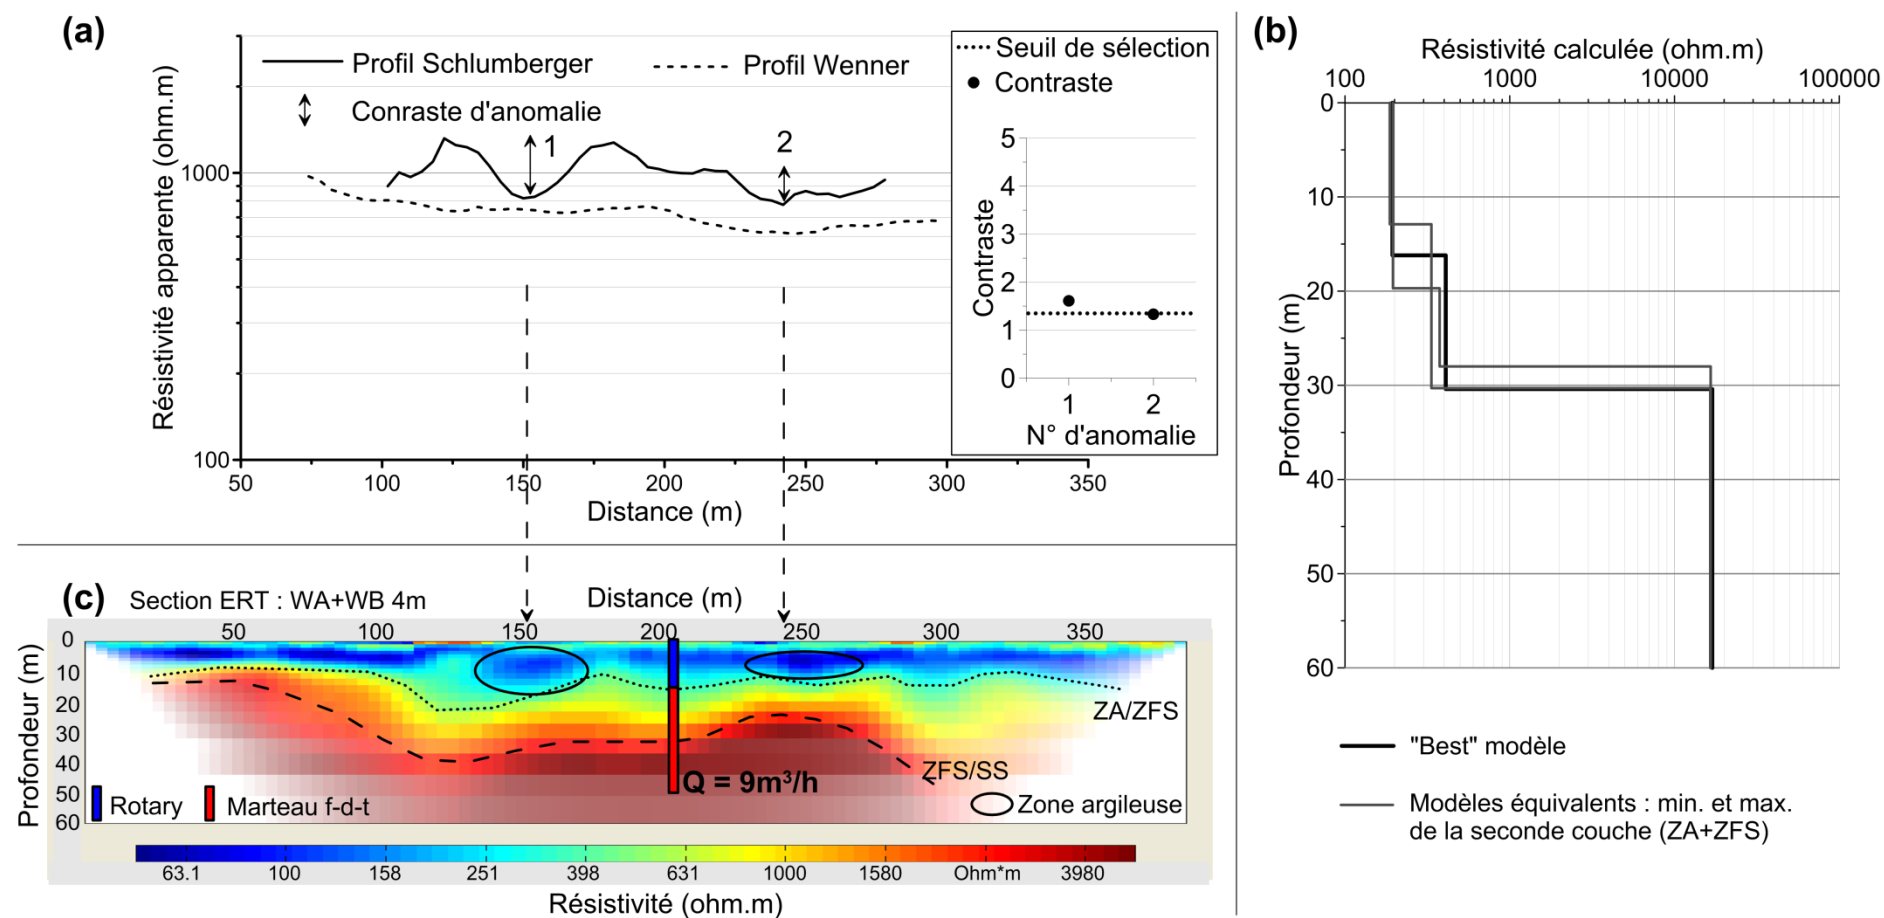 (a)
Profil Schlumberger
Profil Wenner
Conraste d'anomalie
1
2
Résistivité apparente (ohm.m)
1000
100
50 100 150 200 250 300 350
Distance (m)
Seuil de sélection
Contraste
Contraste
5
4
3
2
1
0
1 2
N° d'anomalie
(b)
Résistivité calculée (ohm.m)
100 1000 10000 100000
Profondeur (m)
0
10
20
30
40
50
60
"Best" modèle
Modèles équivalents : min. et max.
de la seconde couche (ZA+ZFS)
(c)
Section ERT : WA+WB 4m
Distance (m)
50 100 150 200 250 300 350
Profondeur (m)
0
10
20
30
40
50
60
ZA/ZFS
ZFS/SS
Q = 9m³/h
Rotary
Marteau f-d-t
Zone argileuse
63.1 100 158 251 398 631 1000 1580 Ohm*m 3980
Résistivité (ohm.m)